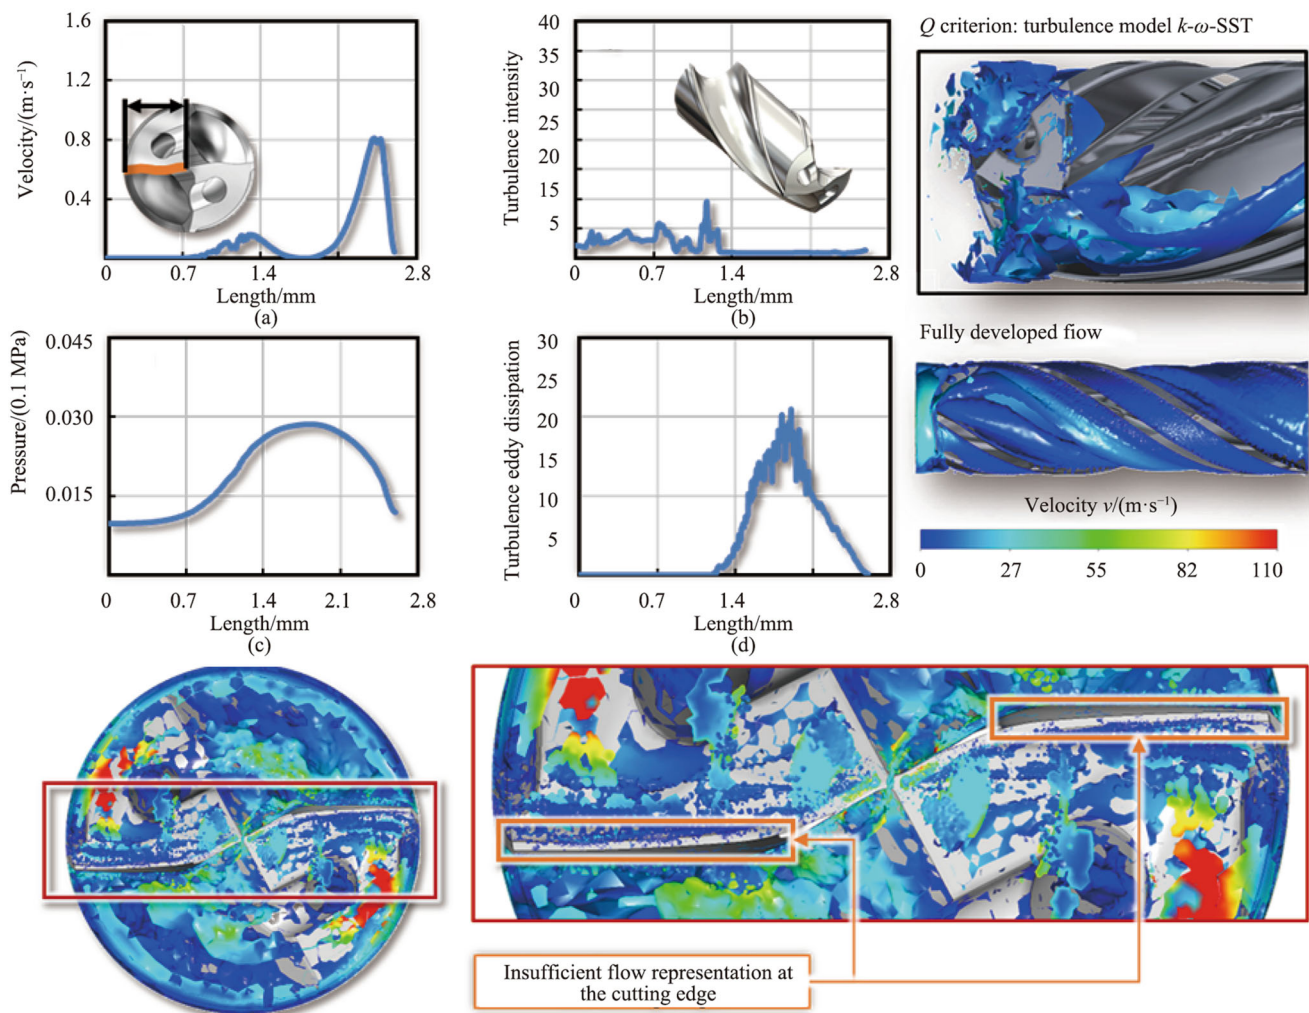 1.6
1.2
0.8
0.4
Velocity/(m·s⁻¹)
0
0.7
1.4
2.8
Length/mm
(a)
40
35
30
25
20
15
10
5
Turbulence intensity
0
0.7
1.4
2.8
Length/mm
(b)
Q criterion: turbulence model k-ω-SST
Fully developed fiow
Velocity v/(m·s⁻¹)
0 27 55 82 110
0.045
0.030
0.015
Pressure/(0.1 MPa)
0
0.7
1.4
2.1
2.8
Length/mm
(c)
30
25
20
15
10
5
Turbulence eddy dissipation
0
0.7
1.4
2.8
Length/mm
(d)
Insufficient flow representation at
the cutting edge